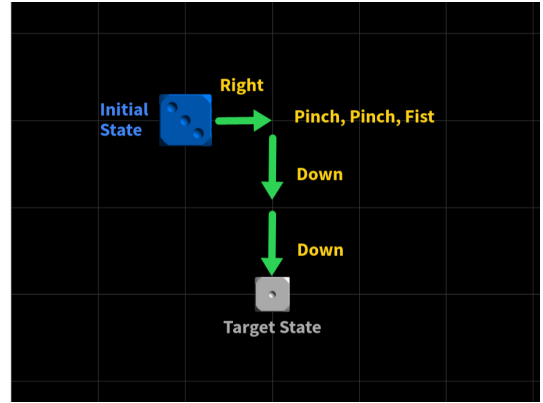 Right
Initial
State
Pinch, Pinch, Fist
Down
Down
Target State